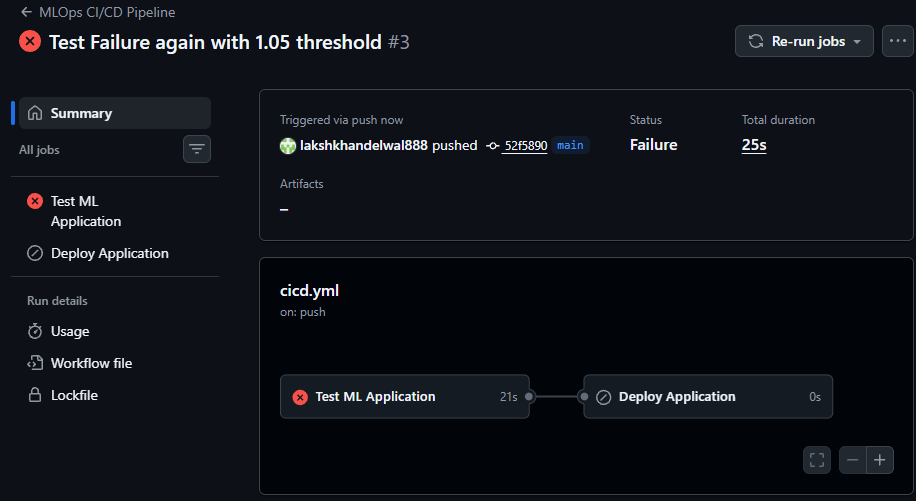 MLOps CI/CD Pipeline
Test Failure again with 1.05 threshold #3
Re-run jobs
Summary
All jobs
Test ML
Application
Deploy Application
Run details
Usage
Workflow file
Lockfile
Triggered via push now
lakshkhandelwal888 pushed 52f5890 main
Status
Failure
Total duration
25s
Artifacts
–
cicd.yml
on: push
Test ML Application 21s
Deploy Application 0s